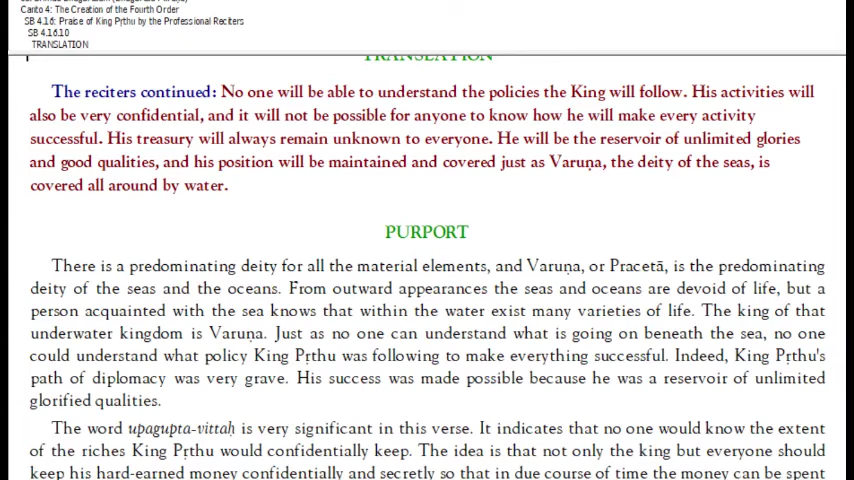 Canto 4: The Creation of the Fourth Order
SB 4.16: Praise of King Pṛthu by the Professional Reciters
SB 4.16.10
TRANSLATION
TRANSLATION
The reciters continued: No one will be able to understand the policies the King will follow. His activities will
also be very confidential, and it will not be possible for anyone to know how he will make every activity
successful. His treasury will always remain unknown to everyone. He will be the reservoir of unlimited glories
and good qualities, and his position will be maintained and covered just as Varuṇa, the deity of the seas, is
covered all around by water.
PURPORT
There is a predominating deity for all the material elements, and Varuṇa, or Pracetā, is the predominating
deity of the seas and the oceans. From outward appearances the seas and oceans are devoid of life, but a
person acquainted with the sea knows that within the water exist many varieties of life. The king of that
underwater kingdom is Varuṇa. Just as no one can understand what is going on beneath the sea, no one
could understand what policy King Pṛthu was following to make everything successful. Indeed, King Pṛthu's
path of diplomacy was very grave. His success was made possible because he was a reservoir of unlimited
glorified qualities.
The word upagupta-vittaḥ is very significant in this verse. It indicates that no one would know the extent
of the riches King Pṛthu would confidentially keep. The idea is that not only the king but everyone should
keep his hard-earned money confidentially and secretly so that in due course of time the money can be spent